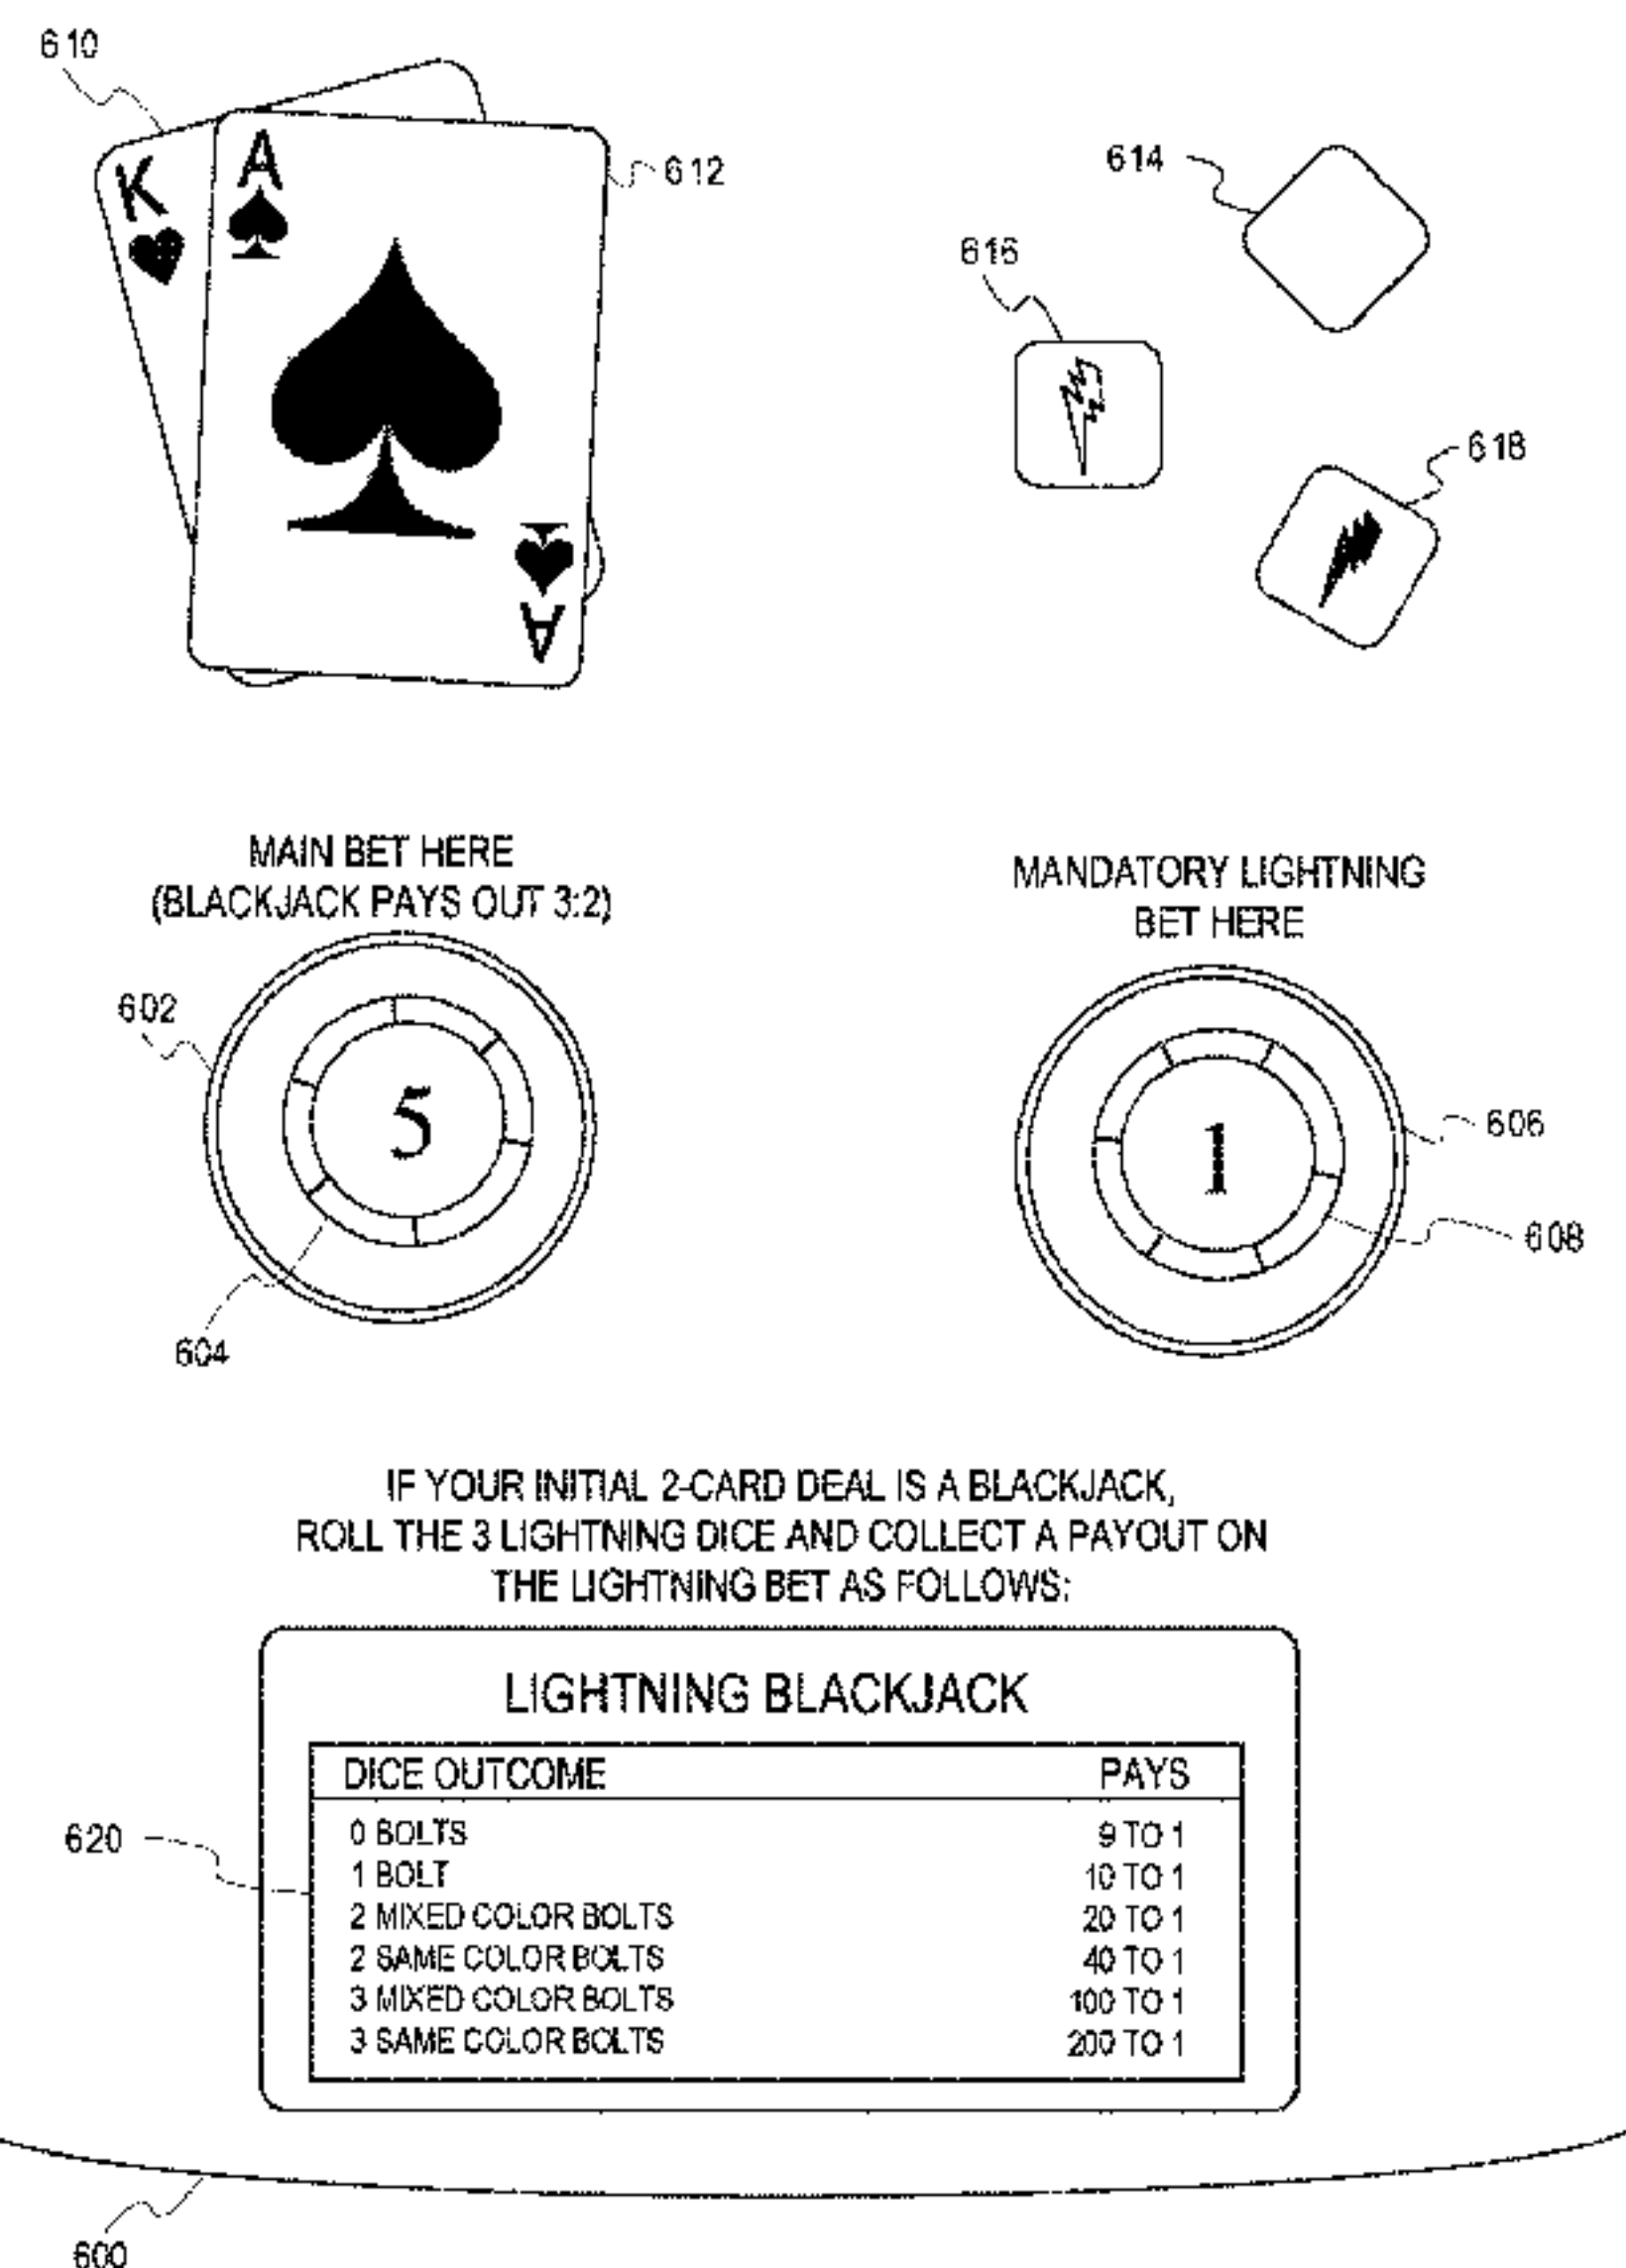 610
K
A
612
614
616
618
A
MAIN BET HERE
(BLACKJACK PAYS OUT 3:2)
MANDATORY LIGHTNING
BET HERE
602
5
1
606
608
604
IF YOUR INITIAL 2-CARD DEAL IS A BLACKJACK,
ROLL THE 3 LIGHTNING DICE AND COLLECT A PAYOUT ON
THE LIGHTNING BET AS FOLLOWS:
LIGHTNING BLACKJACK
DICE OUTCOME PAYS
620
0 BOLTS 9 TO 1
1 BOLT 10 TO 1
2 MIXED COLOR BOLTS 20 TO 1
2 SAME COLOR BOLTS 40 TO 1
3 MIXED COLOR BOLTS 100 TO 1
3 SAME COLOR BOLTS 200 TO 1
600